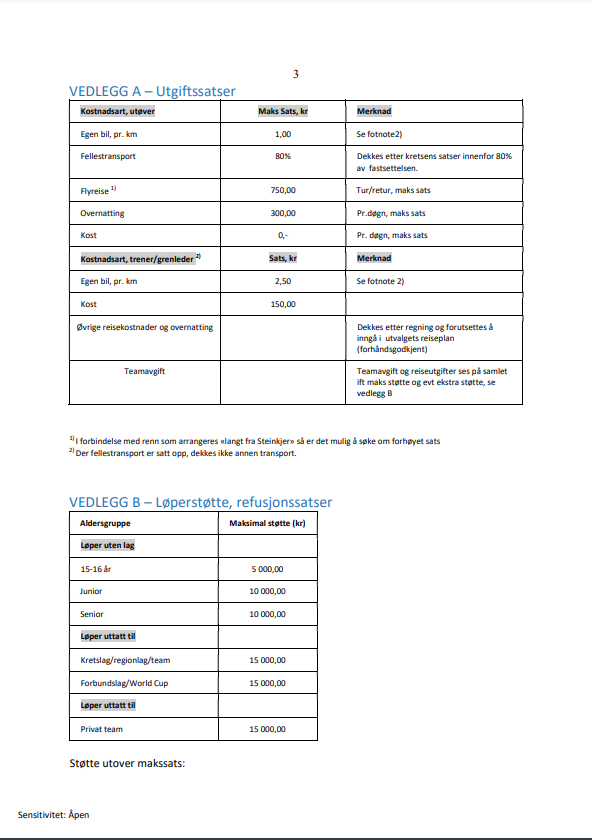 3
VEDLEGG A – Utgiftssatser
Kostnadsart, utøver Maks Sats, kr Merknad
Egen bil, pr. km 1,00 Se fotnote2)
Fellestransport 80% Dekkes etter kretsens satser innenfor 80%
av fastsettelsen.
Flyreise 1) 750,00 Tur/retur, maks sats
Overnatting 300,00 Pr.døgn, maks sats
Kost 0,- Pr. døgn, maks sats
Kostnadsart, trener/grenleder 2) Sats, kr Merknad
Egen bil, pr. km 2,50 Se fotnote 2)
Kost 150,00
Øvrige reisekostnader og overnatting Dekkes etter regning og forutsettes å
inngå i utvalgets reiseplan
(forhåndsgodkjent)
Teamavgift Teamavgift og reiseutgifter ses på samlet
ift maks støtte og evt ekstra støtte, se
vedlegg B
1) I forbindelse med renn som arrangeres «langt fra Steinkjer» så er det mulig å søke om forhøyet sats
2) Der fellestransport er satt opp, dekkes ikke annen transport.
VEDLEGG B – Løperstøtte, refusjonssatser
Aldersgruppe Maksimal støtte (kr)
Løper uten lag
15-16 år 5 000,00
Junior 10 000,00
Senior 10 000,00
Løper uttatt til
Kretslag/regionlag/team 15 000,00
Forbundslag/World Cup 15 000,00
Løper uttatt til
Privat team 15 000,00
Støtte utover makssats:
Sensitivitet: Åpen